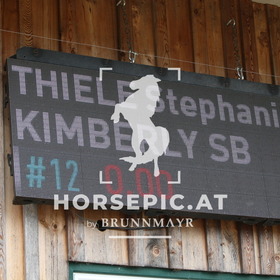 THIELE Stephani
KIMBERLY SB
#12 0.00
HORSEPIC.AT
by BRUNNMAYR